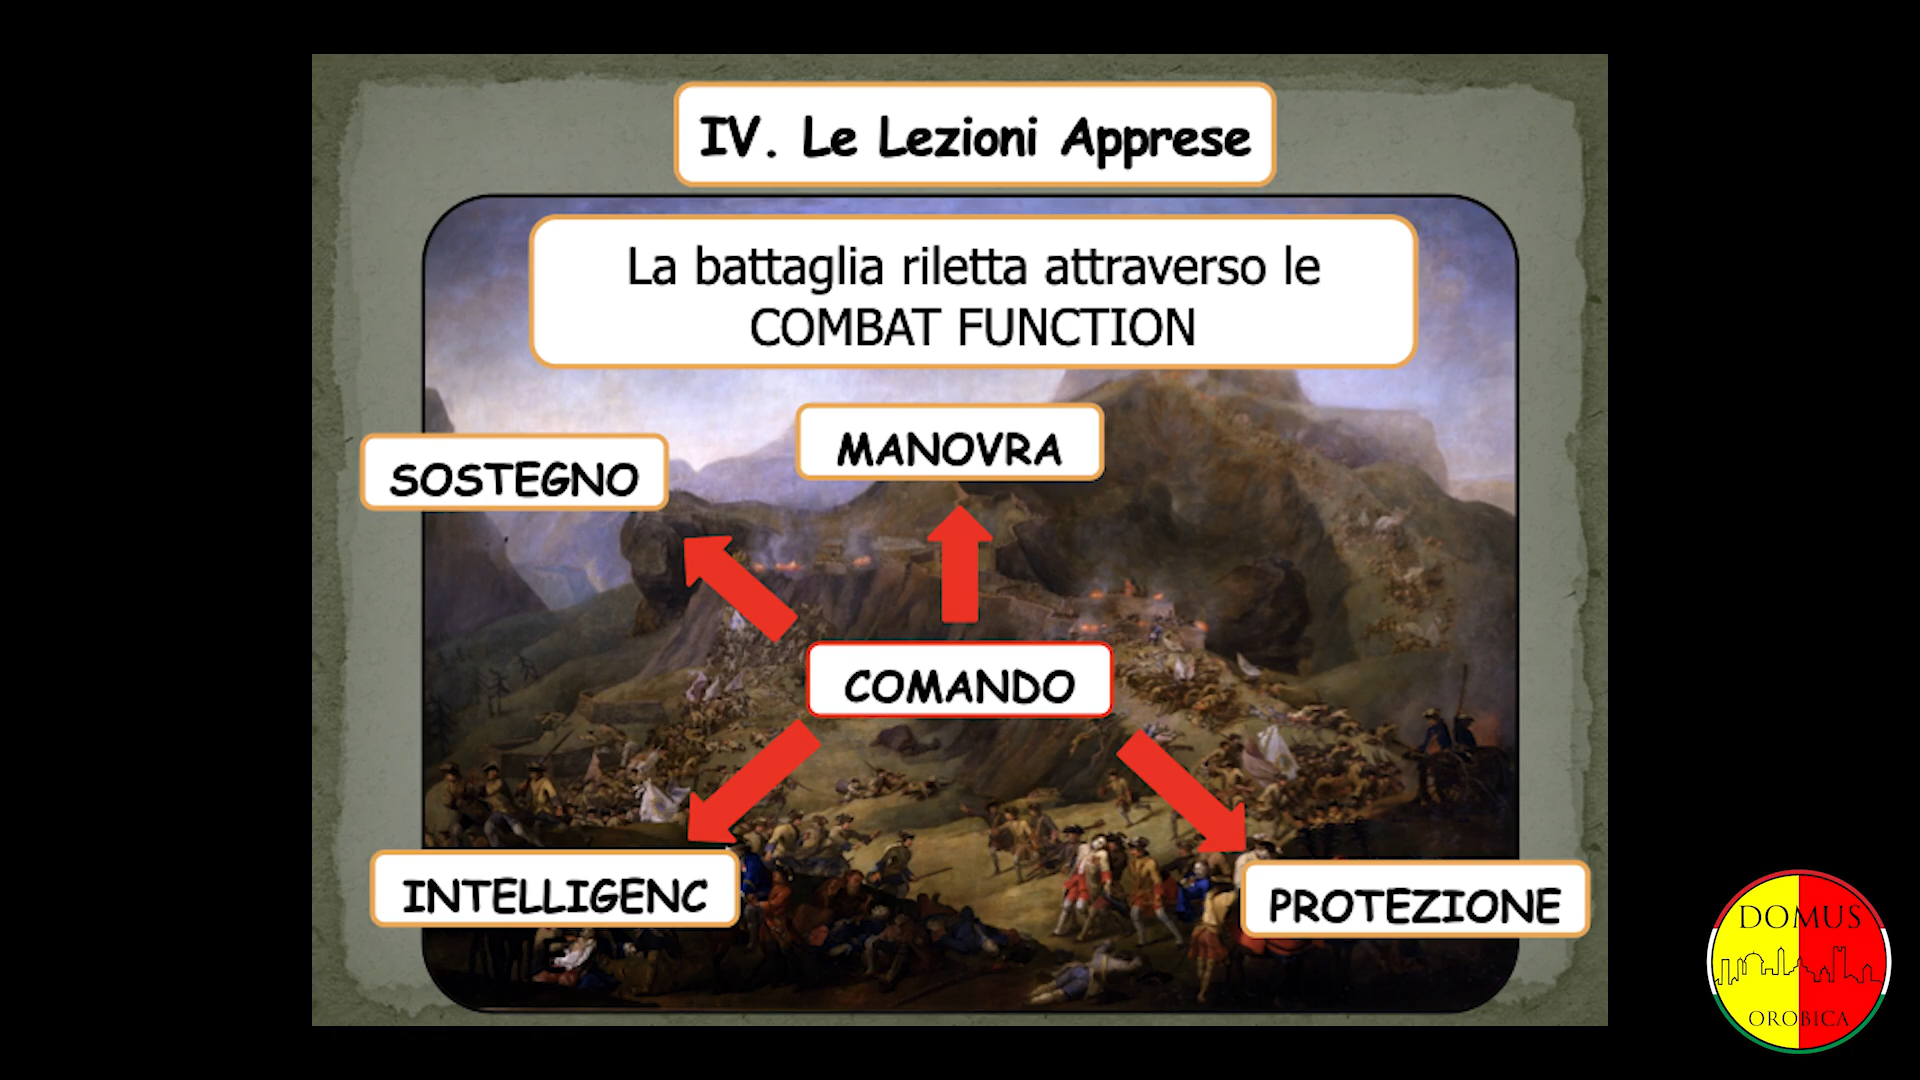 IV. Le Lezioni Apprese
La battaglia riletta attraverso le
COMBAT FUNCTION
MANOVRA
SOSTEGNO
COMANDO
INTELLIGENC
PROTEZIONE
DOMUS
OROBICA